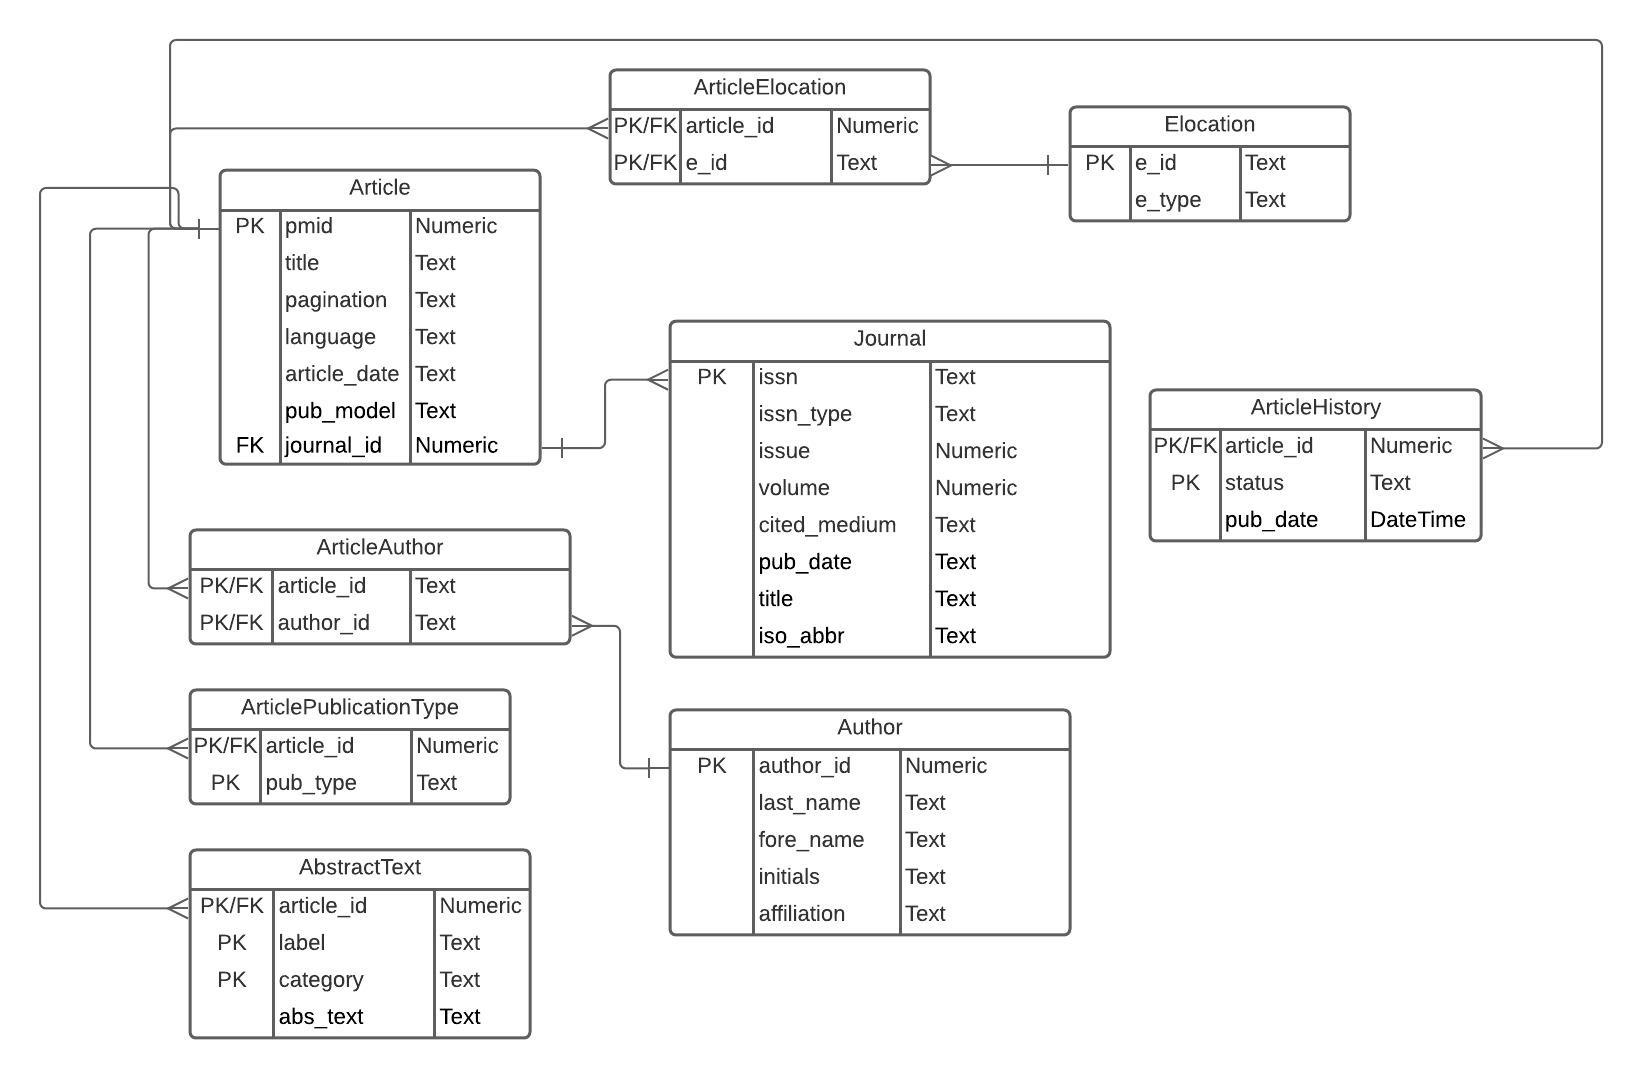 ArticleElocation
PK/FK article_id Numeric
PK/FK e_id Text
Elocation
PK e_id Text
e_type Text
Article
PK pmid Numeric
title Text
pagination Text
language Text
article_date Text
pub_model Text
FK journal_id Numeric
Journal
PK issn Text
issn_type Text
issue Numeric
volume Numeric
cited_medium Text
pub_date Text
title Text
iso_abbr Text
ArticleHistory
PK/FK article_id Numeric
PK status Text
pub_date DateTime
ArticleAuthor
PK/FK article_id Text
PK/FK author_id Text
ArticlePublicationType
PK/FK article_id Numeric
PK pub_type Text
Author
PK author_id Numeric
last_name Text
fore_name Text
initials Text
affiliation Text
AbstractText
PK/FK article_id Numeric
PK label Text
PK category Text
abs_text Text